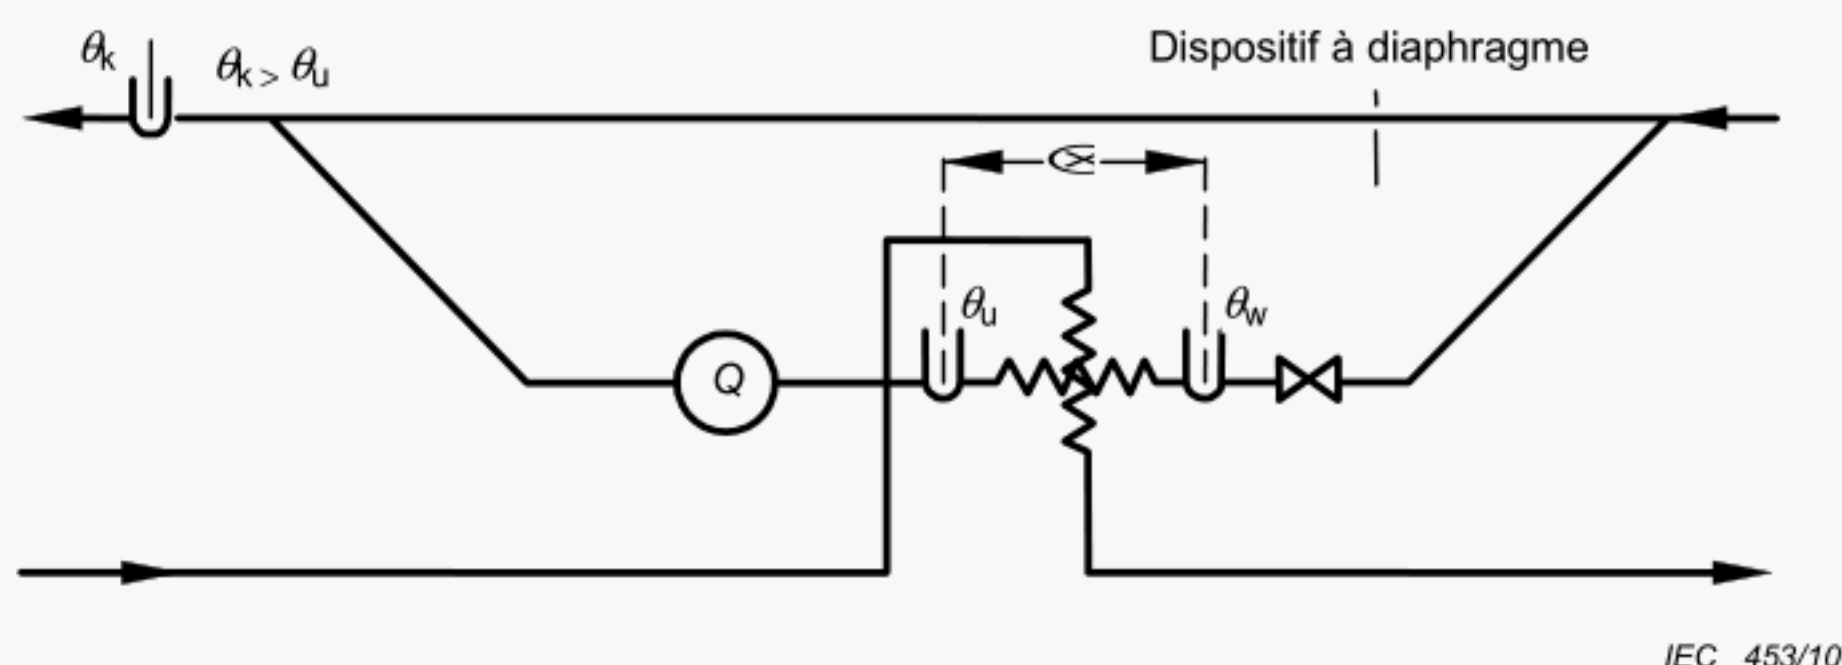 Dispositif à diaphragme
θk
θk > θu
θu
θw
Q
IEC 453/10